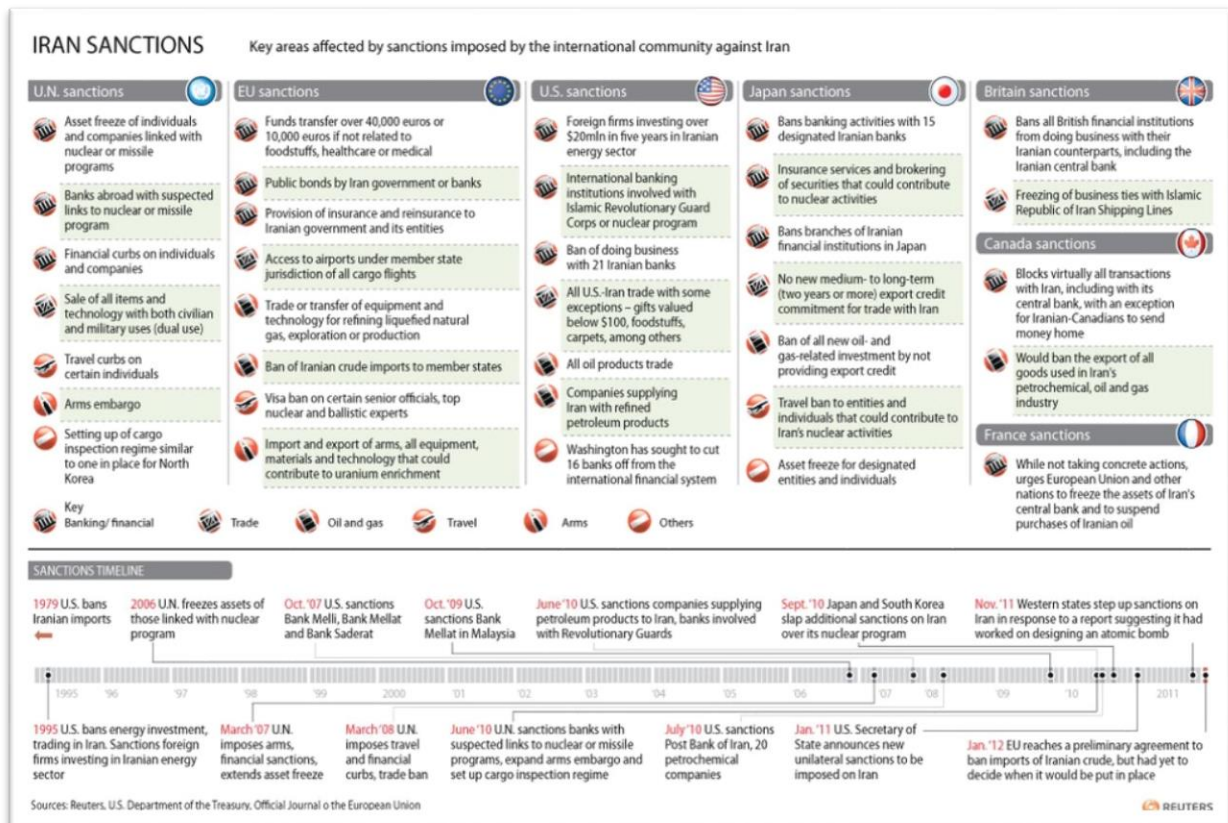 IRAN SANCTIONS
Key areas affected by sanctions imposed by the international community against Iran
U.N. sanctions
Asset freeze of individuals
and companies linked with
nuclear or missile
programs
Banks abroad with suspected
links to nuclear or missile
program
Financial curbs on individuals
and companies
Sale of all items and
technology with both civilian
and military uses (dual use)
Travel curbs on
certain individuals
Arms embargo
Setting up of cargo
inspection regime similar
to one in place for North
Korea
EU sanctions
Funds transfer over 40,000 euros or
10,000 euros if not related to
foodstuffs, healthcare or medical
Public bonds by Iran government or banks
Provision of insurance and reinsurance to
Iranian government and its entities
Access to airports under member state
jurisdiction of all cargo flights
Trade or transfer of equipment and
technology for refining liquefied natural
gas, exploration or production
Ban of Iranian crude imports to member states
Visa ban on certain senior officials, top
nuclear and ballistic experts
Import and export of arms, all equipment,
materials and technology that could
contribute to uranium enrichment
U.S. sanctions
Foreign firms investing over
$20mln in five years in Iranian
energy sector
International banking
institutions involved with
Islamic Revolutionary Guard
Corps or nuclear program
Ban of doing business
with 21 Iranian banks
All U.S.-Iran trade with some
exceptions – gifts valued
below $100, foodstuffs,
carpets, among others
All oil products trade
Companies supplying
Iran with refined
petroleum products
Washington has sought to cut
16 banks off from the
international financial system
Japan sanctions
Bans banking activities with 15
designated Iranian banks
Insurance services and brokering
of securities that could contribute
to nuclear activities
Bans branches of Iranian
financial institutions in Japan
No new medium- to long-term
(two years or more) export credit
commitment for trade with Iran
Ban of all new oil- and
gas-related investment by not
providing export credit
Travel ban to entities and
individuals that could contribute to
Iran's nuclear activities
Asset freeze for designated
entities and individuals
Britain sanctions
Bans all British financial institutions
from doing business with their
Iranian counterparts, including the
Iranian central bank
Freezing of business ties with Islamic
Republic of Iran Shipping Lines
Canada sanctions
Blocks virtually all transactions
with Iran, including with its
central bank, with an exception
for Iranian-Canadians to send
money home
Would ban the export of all
goods used in Iran's
petrochemical, oil and gas
industry
France sanctions
While not taking concrete actions,
urges European Union and other
nations to freeze the assets of Iran's
central bank and to suspend
purchases of Iranian oil
Key
Banking/ financial
Trade
Oil and gas
Travel
Arms
Others
SANCTIONS TIMELINE
1979 U.S. bans
Iranian imports
2006 U.N. freezes assets of
those linked with nuclear
program
Oct. '07 U.S. sanctions
Bank Melli, Bank Mellat
and Bank Saderat
Oct. '09 U.S.
sanctions Bank
Mellat in Malaysia
June '10 U.S. sanctions companies supplying
petroleum products to Iran, banks involved
with Revolutionary Guards
Sept. '10 Japan and South Korea
slap additional sanctions on Iran
over its nuclear program
Nov. '11 Western states step up sanctions on
Iran in response to a report suggesting it had
worked on designing an atomic bomb
1995 '96 '97 '98 '99 2000 '01 '02 '03 '04 '05 '06 '07 '08 '09 '10 2011
1995 U.S. bans energy investment,
trading in Iran. Sanctions foreign
firms investing in Iranian energy
sector
March '07 U.N.
imposes arms,
financial sanctions,
extends asset freeze
March '08 U.N.
imposes travel
and financial
curbs, trade ban
June '10 U.N. sanctions banks with
suspected links to nuclear or missile
programs, expand arms embargo and
set up cargo inspection regime
July '10 U.S. sanctions
Post Bank of Iran, 20
petrochemical
companies
Jan. '11 U.S. Secretary of
State announces new
unilateral sanctions to be
imposed on Iran
Jan. '12 EU reaches a preliminary agreement to
ban imports of Iranian crude, but had yet to
decide when it would be put in place
Sources: Reuters, U.S. Department of the Treasury, Official Journal o the European Union
REUTERS